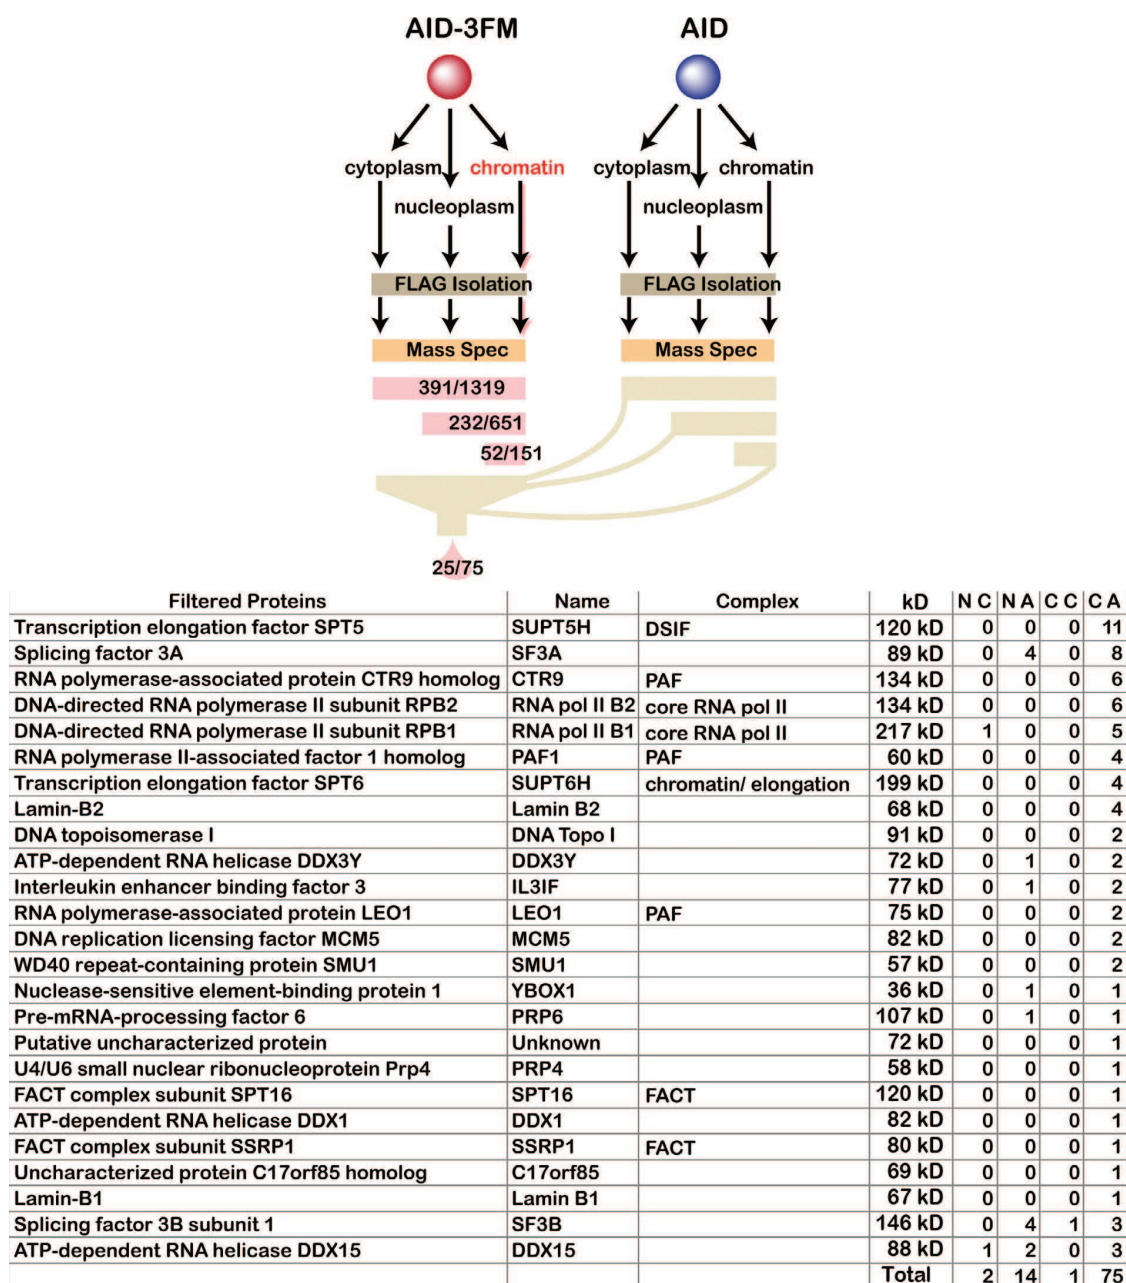 AID-3FM AID
cytoplasm chromatin cytoplasm chromatin
nucleoplasm nucleoplasm
FLAG Isolation FLAG Isolation
Mass Spec Mass Spec
391/1319
232/651
52/151
25/75
Filtered Proteins Name Complex kD N C N A C C C A
Transcription elongation factor SPT5 SUPT5H DSIF 120 kD 0 0 0 11
Splicing factor 3A SF3A 89 kD 0 4 0 8
RNA polymerase-associated protein CTR9 homolog CTR9 PAF 134 kD 0 0 0 6
DNA-directed RNA polymerase II subunit RPB2 RNA pol II B2 core RNA pol II 134 kD 0 0 0 6
DNA-directed RNA polymerase II subunit RPB1 RNA pol II B1 core RNA pol II 217 kD 1 0 0 5
RNA polymerase II-associated factor 1 homolog PAF1 PAF 60 kD 0 0 0 4
Transcription elongation factor SPT6 SUPT6H chromatin/ elongation 199 kD 0 0 0 4
Lamin-B2 Lamin B2 68 kD 0 0 0 4
DNA topoisomerase I DNA Topo I 91 kD 0 0 0 2
ATP-dependent RNA helicase DDX3Y DDX3Y 72 kD 0 1 0 2
Interleukin enhancer binding factor 3 IL3IF 77 kD 0 1 0 2
RNA polymerase-associated protein LEO1 LEO1 PAF 75 kD 0 0 0 2
DNA replication licensing factor MCM5 MCM5 82 kD 0 0 0 2
WD40 repeat-containing protein SMU1 SMU1 57 kD 0 0 0 2
Nuclease-sensitive element-binding protein 1 YBOX1 36 kD 0 1 0 1
Pre-mRNA-processing factor 6 PRP6 107 kD 0 1 0 1
Putative uncharacterized protein Unknown 72 kD 0 0 0 1
U4/U6 small nuclear ribonucleoprotein Prp4 PRP4 58 kD 0 0 0 1
FACT complex subunit SPT16 SPT16 FACT 120 kD 0 0 0 1
ATP-dependent RNA helicase DDX1 DDX1 82 kD 0 0 0 1
FACT complex subunit SSRP1 SSRP1 FACT 80 kD 0 0 0 1
Uncharacterized protein C17orf85 homolog C17orf85 69 kD 0 0 0 1
Lamin-B1 Lamin B1 67 kD 0 0 0 1
Splicing factor 3B subunit 1 SF3B 146 kD 0 4 1 3
ATP-dependent RNA helicase DDX15 DDX15 88 kD 1 2 0 3
Total 2 14 1 75